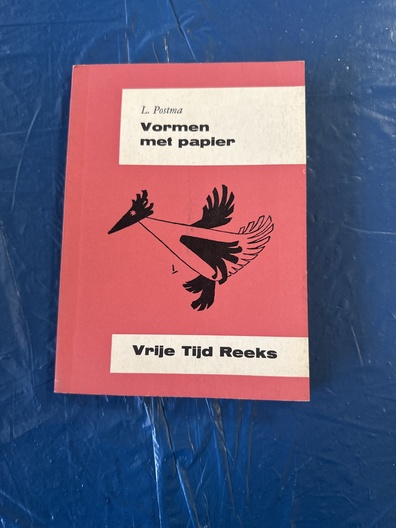 L. Postma
Vormen
met papier
Vrije Tijd Reeks